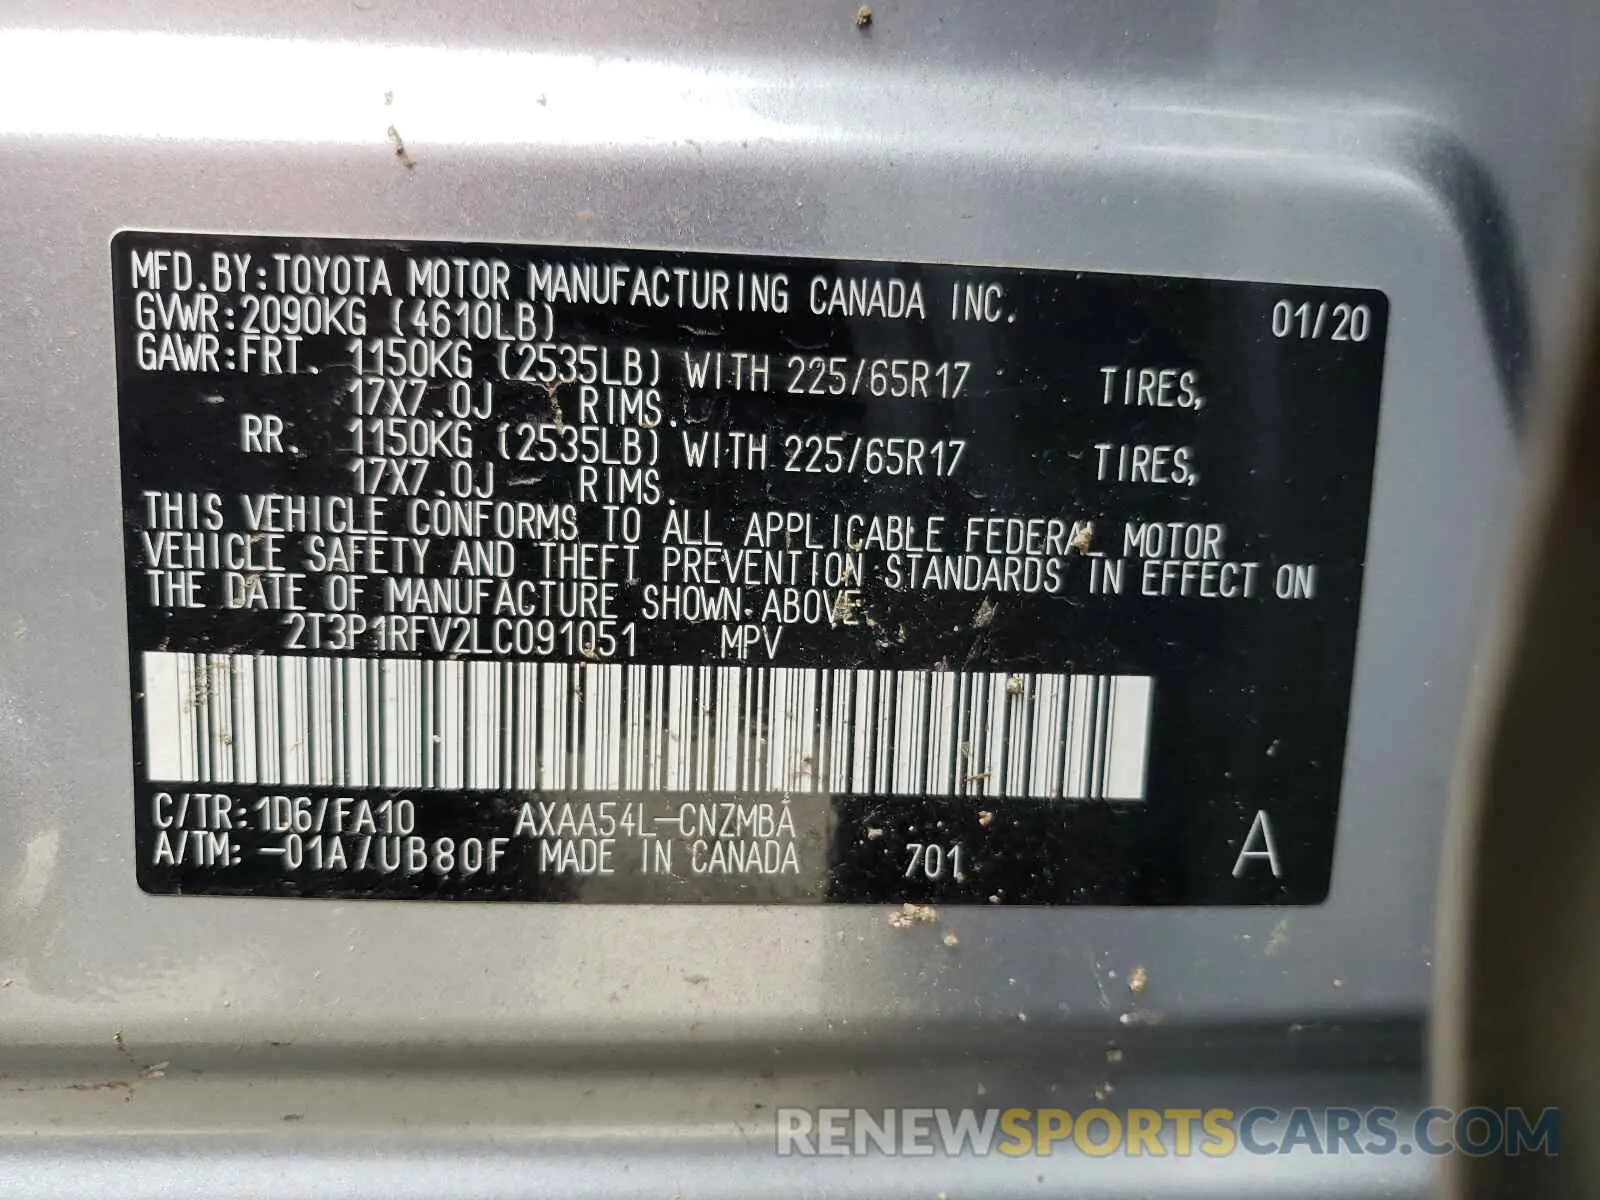 MFD.BY:TOYOTA MOTOR MANUFACTURING CANADA INC. 01/20
GVWR:2090KG (4610LB)
GAWR:FRT. 1150KG (2535LB) WITH 225/65R17 TIRES,
17X7.0J RIMS.
RR. 1150KG (2535LB) WITH 225/65R17 TIRES,
17X7.0J RIMS.
THIS VEHICLE CONFORMS TO ALL APPLICABLE FEDERAL MOTOR
VEHICLE SAFETY AND THEFT PREVENTION STANDARDS IN EFFECT ON
THE DATE OF MANUFACTURE SHOWN ABOVE.
2T3P1RFV2LC091051 MPV
C/TR:1D6/FA10 AXAA54L-CNZMBA
A/TM:-01A/UB80F MADE IN CANADA 701 A
RENEWSPORTSCARS.COM